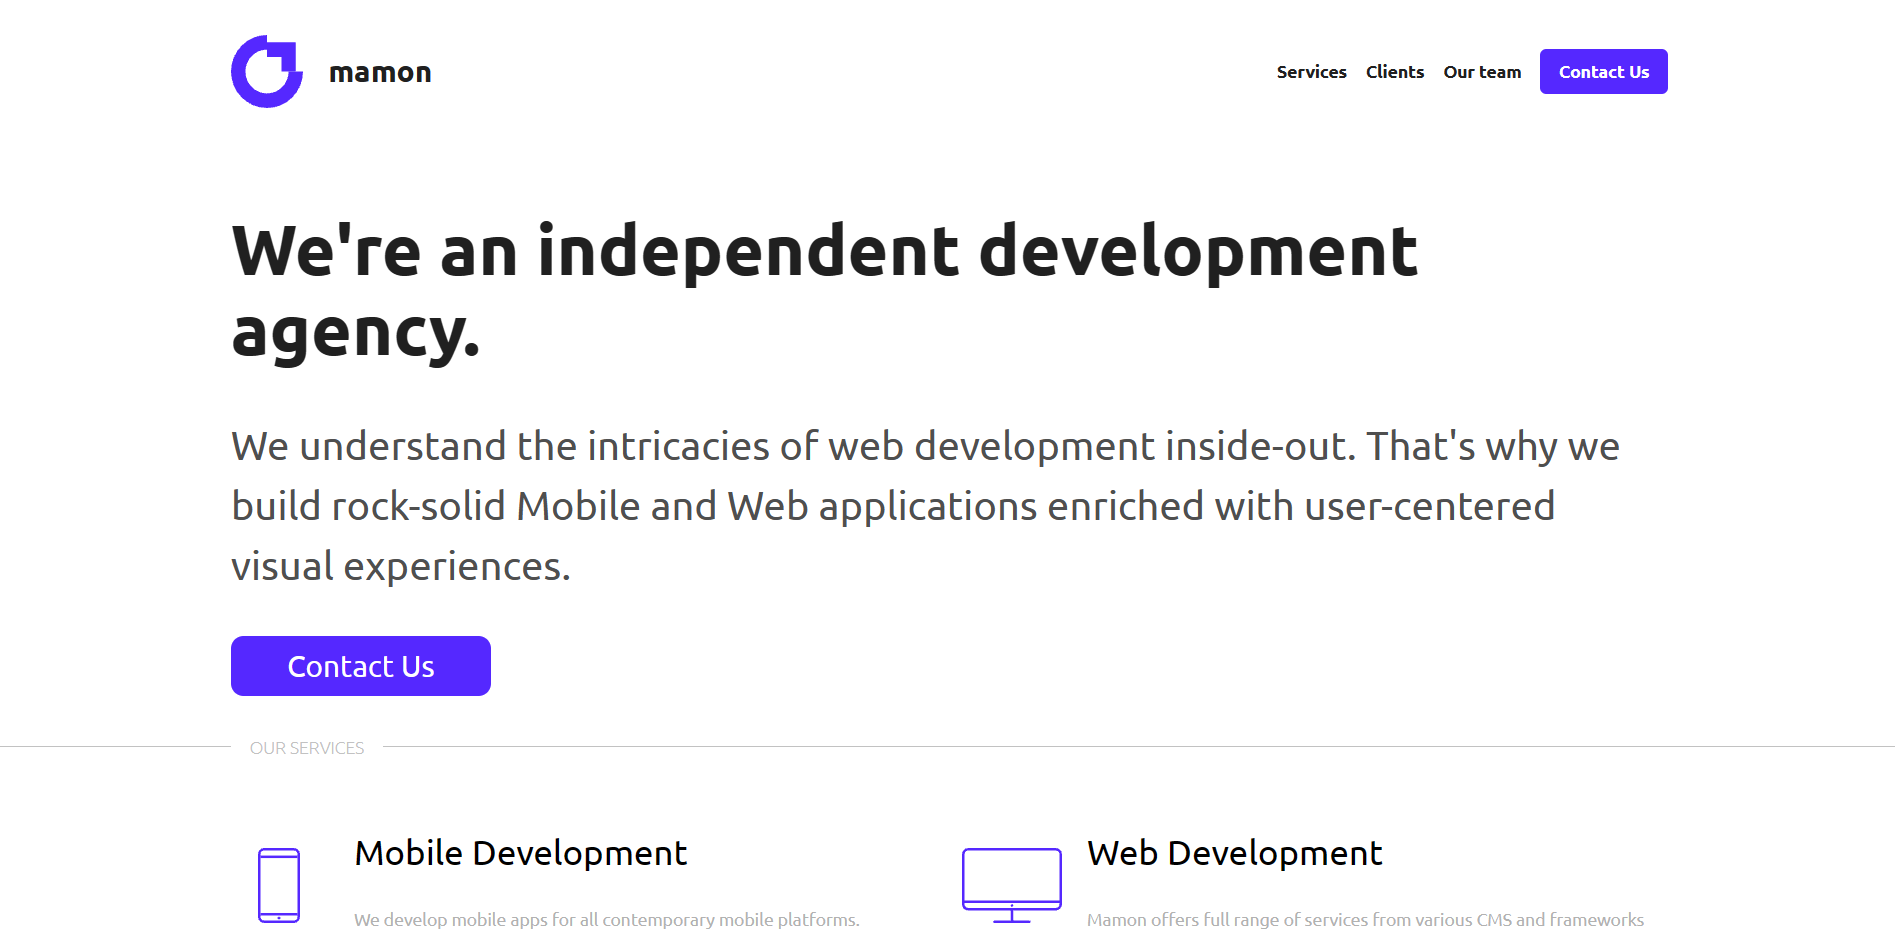 mamon
Services Clients Our team Contact Us
We're an independent development
agency.
We understand the intricacies of web development inside-out. That's why we
build rock-solid Mobile and Web applications enriched with user-centered
visual experiences.
Contact Us
OUR SERVICES
Mobile Development
We develop mobile apps for all contemporary mobile platforms.
Web Development
Mamon offers full range of services from various CMS and frameworks